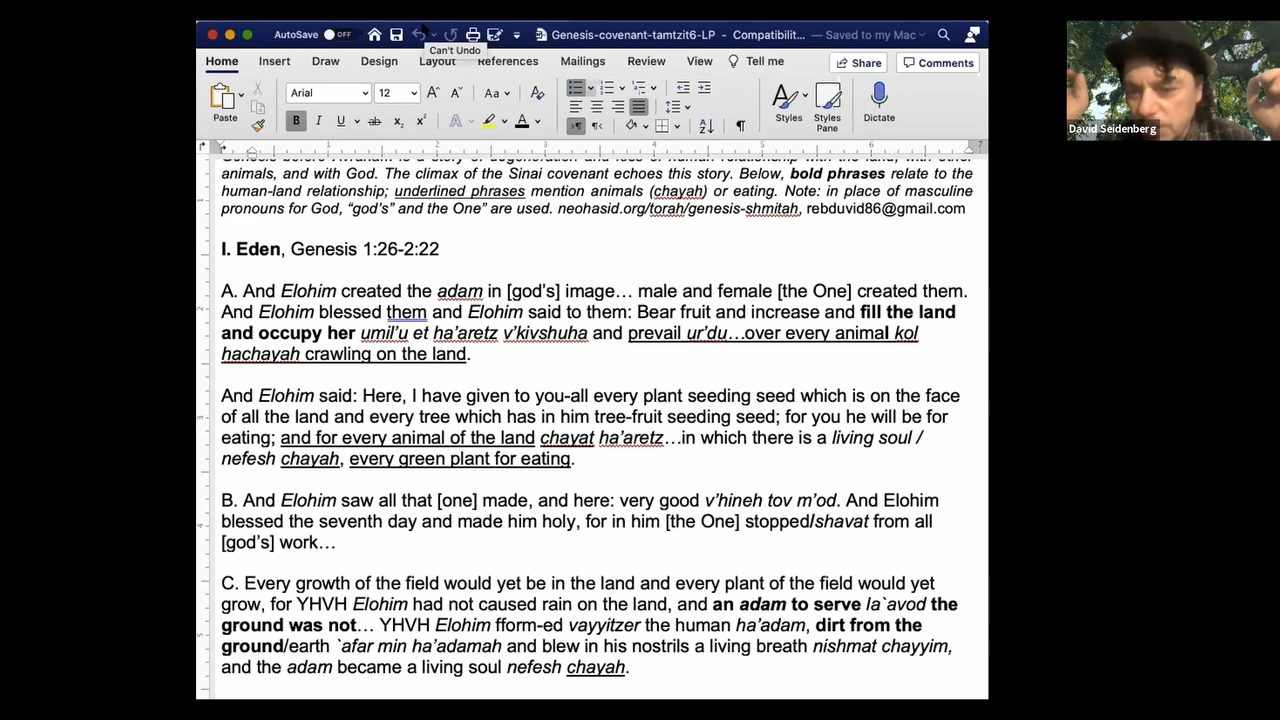 AutoSave OFF
Genesis-covenant-tamtzit6-LP - Compatibilit... — Saved to my Mac
Can't Undo
Home Insert Draw Design Layout References Mailings Review View Tell me Share Comments
Paste
Arial 12
Styles Styles Pane Dictate
1 2 3 4 5 6 7
animals, and with God. The climax of the Sinai covenant echoes this story. Below, bold phrases relate to the
human-land relationship; underlined phrases mention animals (chayah) or eating. Note: in place of masculine
pronouns for God, “god’s” and the One” are used. neohasid.org/torah/genesis-shmitah, rebduvid86@gmail.com
I. Eden, Genesis 1:26-2:22
A. And Elohim created the adam in [god’s] image… male and female [the One] created them.
And Elohim blessed them and Elohim said to them: Bear fruit and increase and fill the land
and occupy her umil’u et ha’aretz v’kivshuha and prevail ur’du…over every animal kol
hachayah crawling on the land.
And Elohim said: Here, I have given to you-all every plant seeding seed which is on the face
of all the land and every tree which has in him tree-fruit seeding seed; for you he will be for
eating; and for every animal of the land chayat ha’aretz…in which there is a living soul /
nefesh chayah, every green plant for eating.
B. And Elohim saw all that [one] made, and here: very good v’hineh tov m’od. And Elohim
blessed the seventh day and made him holy, for in him [the One] stopped/shavat from all
[god’s] work…
C. Every growth of the field would yet be in the land and every plant of the field would yet
grow, for YHVH Elohim had not caused rain on the land, and an adam to serve la`avod the
ground was not… YHVH Elohim fform-ed vayyitzer the human ha’adam, dirt from the
ground/earth `afar min ha’adamah and blew in his nostrils a living breath nishmat chayyim,
and the adam became a living soul nefesh chayah.
David Seidenberg